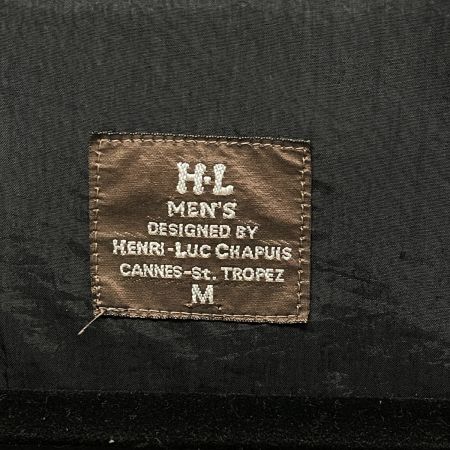 H·L
MEN'S
DESIGNED BY
HENRI-LUC CHAPUIS
CANNES-St. TROPEZ
M